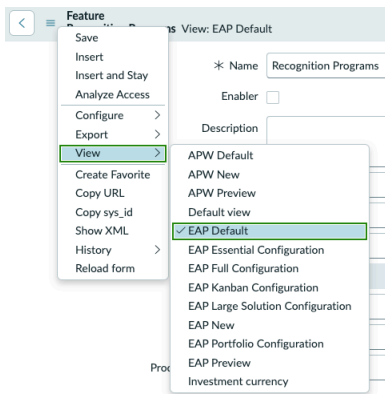 Feature
View: EAP Default
Save
Insert
Insert and Stay
Analyze Access
Configure
Export
View
Create Favorite
Copy URL
Copy sys_id
Show XML
History
Reload form
* Name
Recognition Programs
Enabler
Description
APW Default
APW New
APW Preview
Default view
✓ EAP Default
EAP Essential Configuration
EAP Full Configuration
EAP Kanban Configuration
EAP Large Solution Configuration
EAP New
EAP Portfolio Configuration
EAP Preview
Investment currency